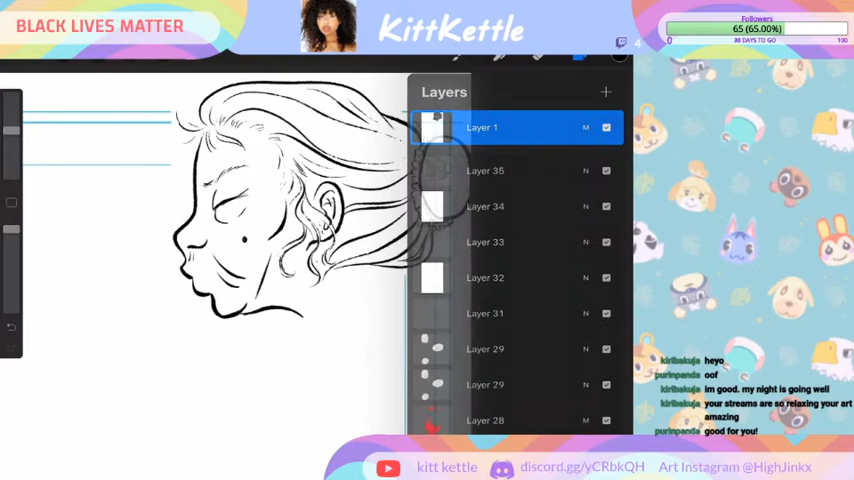 BLACK LIVES MATTER
KittKettle
4
Followers
65 (65.00%)
0
38 DAYS TO GO
100
Layers
Layer 1 M
Layer 35 N
Layer 34 N
Layer 33 N
Layer 32 N
Layer 31 N
Layer 29 N
Layer 29 N
Layer 28 M
kiribakuja heyo
purinpanda oof
kiribakuja im good. my night is going well
kiribakuja your streams are so relaxing your art
amazing
purinpanda good for you!
kitt kettle
discord.gg/yCRbkQH
Art Instagram @HighJinkx